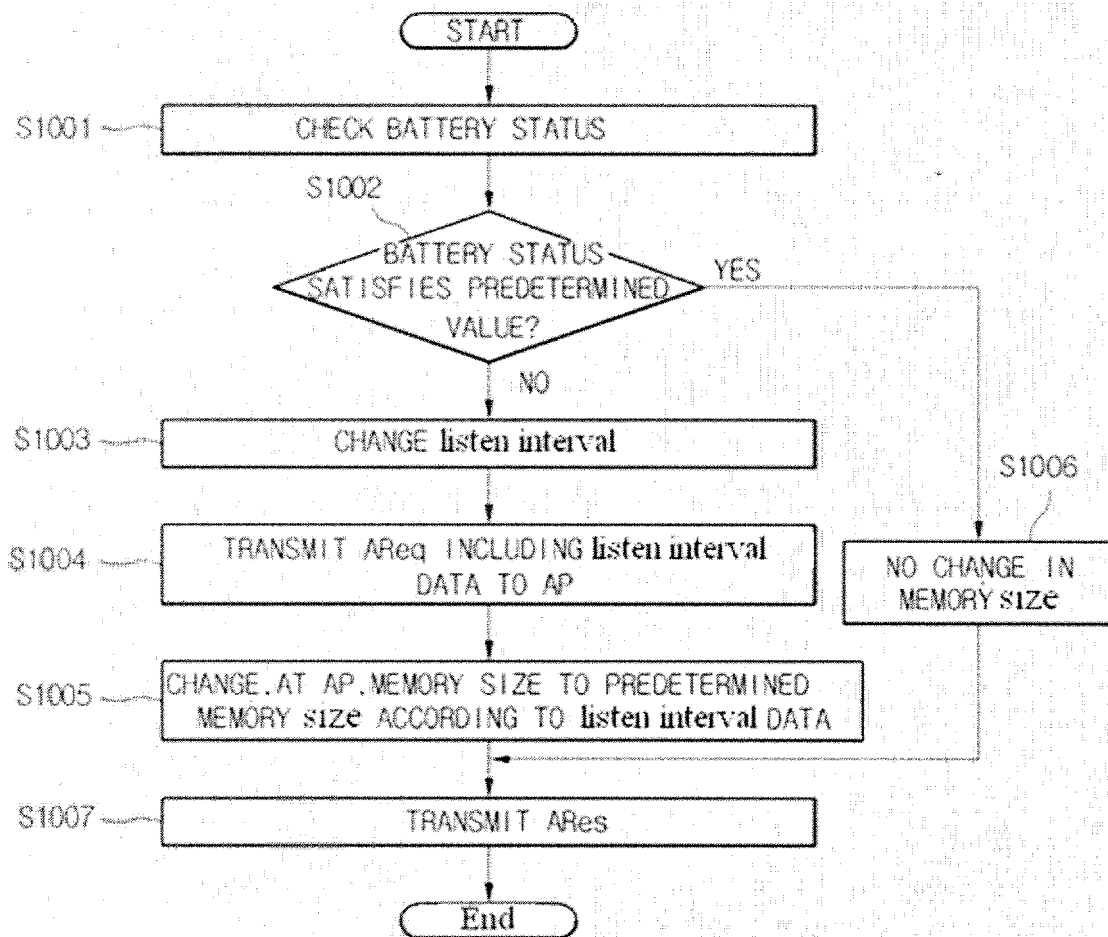 START
S1001
CHECK BATTERY STATUS
S1002
BATTERY STATUS
SATISFIES PREDETERMINED
VALUE?
YES
NO
S1003
CHANGE listen interval
S1006
S1004
TRANSMIT AReq INCLUDING listen interval
DATA TO AP
NO CHANGE IN
MEMORY size
S1005
CHANGE.AT AP.MEMORY SIZE TO PREDETERMINED
MEMORY size ACCORDING TO listen interval DATA
S1007
TRANSMIT ARes
End